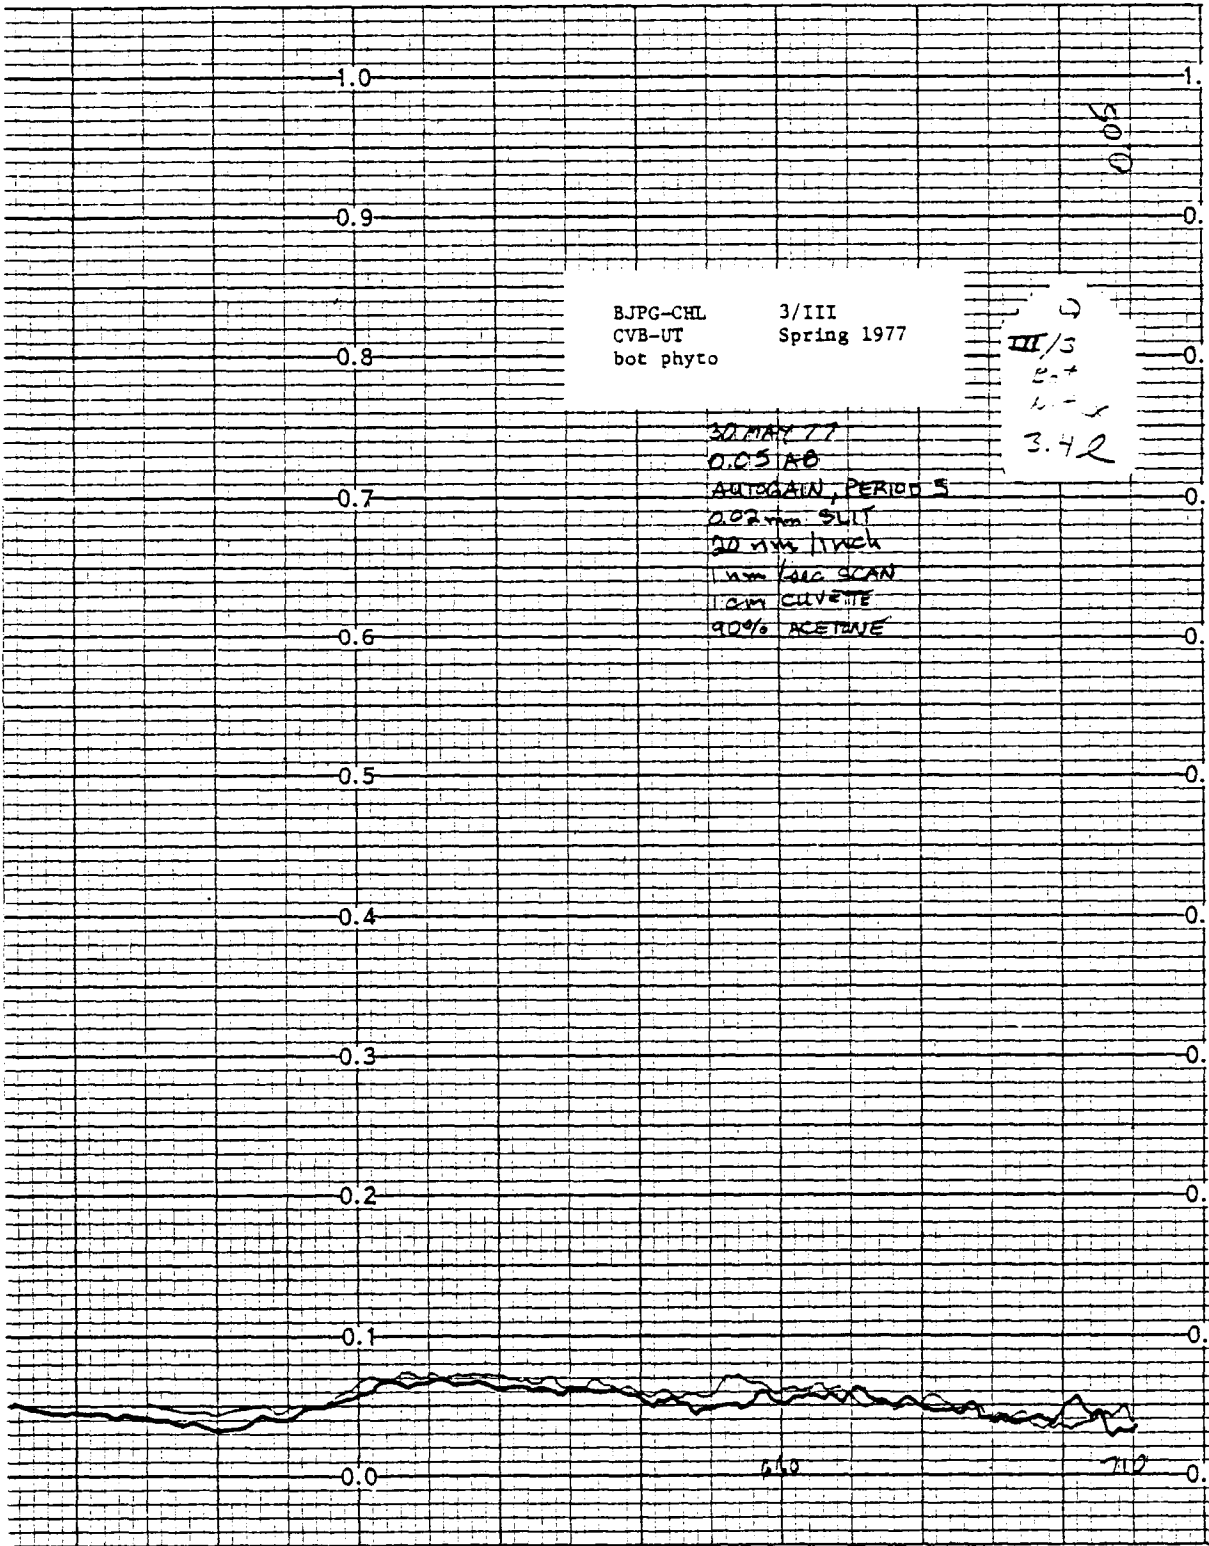 1.0
1.
0.05
0.9
0.
BJPG-CHL 3/III
CVB-UT Spring 1977
bot phyto
III/3
3.4 l
0.8
0.
30 MAY 77
0.05 AB
AUTOGAIN, PERIOD 5
0.02 mm SLIT
20 nm/inch
1 nm/sec SCAN
1 cm CUVETTE
90% ACETONE
0.7
0.
0.6
0.
0.5
0.
0.4
0.
0.3
0.
0.2
0.
0.1
0.
0.0
660
710
0.